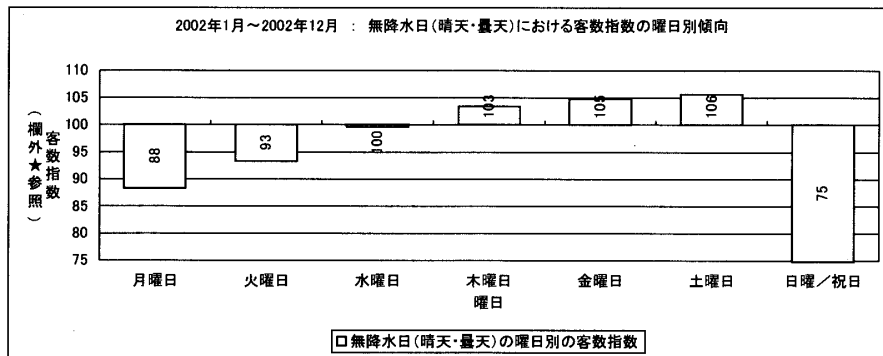 2002年1月～2002年12月 ： 無降水日(晴天・曇天)における客数指数の曜日別傾向
客数指数
(欄外★参照)
110
105
100
95
90
85
80
75
88
93
100
103
105
106
75
月曜日 火曜日 水曜日 木曜日 金曜日 土曜日 日曜／祝日
曜日
□無降水日(晴天・曇天)の曜日別の客数指数